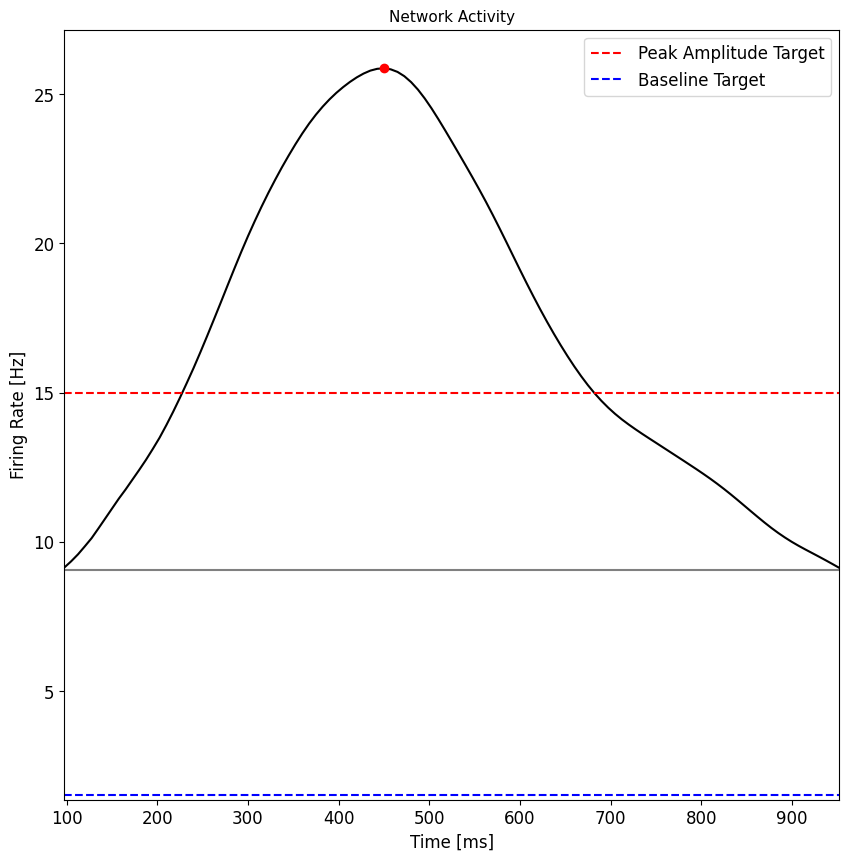 Network Activity
Peak Amplitude Target
Baseline Target
Firing Rate [Hz]
25
20
15
10
5
100 200 300 400 500 600 700 800 900
Time [ms]